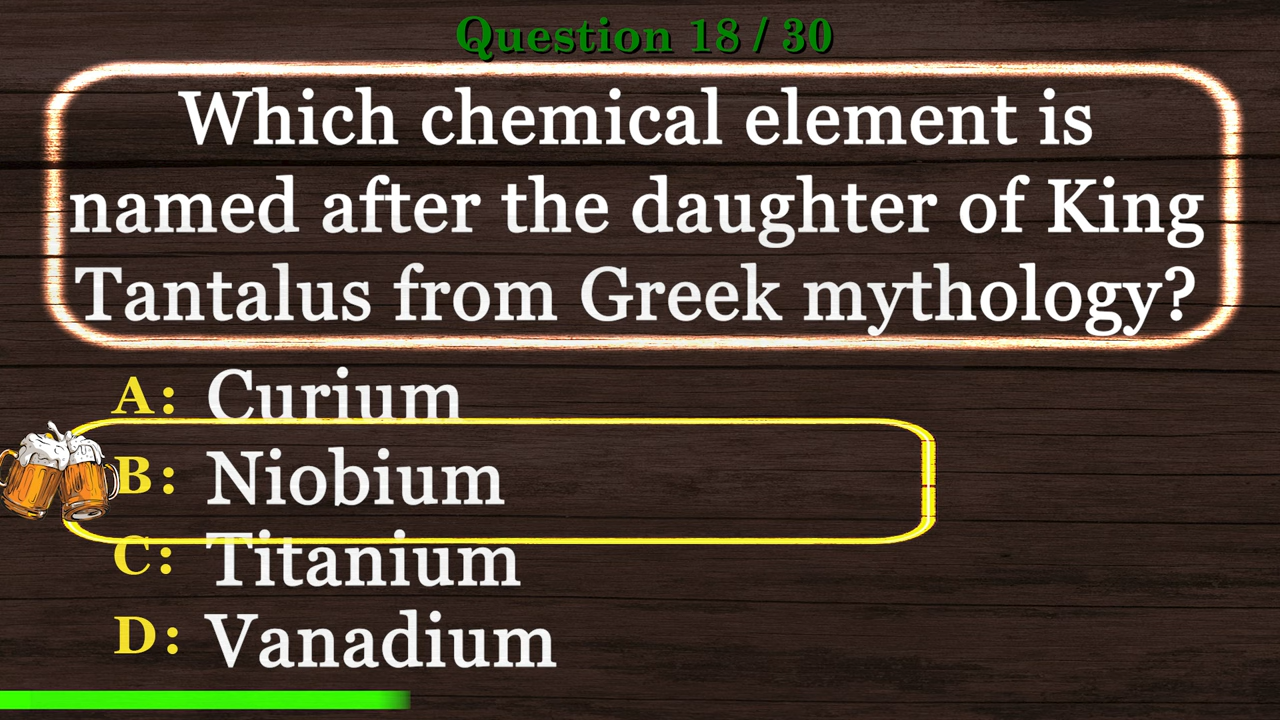 Question 18 / 30
Which chemical element is
named after the daughter of King
Tantalus from Greek mythology?
A: Curium
B: Niobium
C: Titanium
D: Vanadium